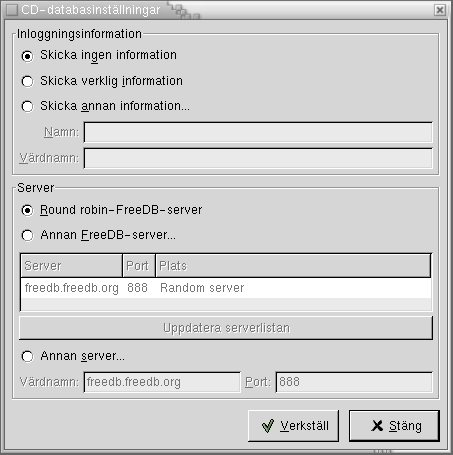 CD-databasinställningar
Inloggningsinformation
Skicka ingen information
Skicka verklig information
Skicka annan information...
Namn:
Värdnamn:
Server
Round robin-FreeDB-server
Annan FreeDB-server...
Server Port Plats
freedb.freedb.org 888 Random server
Uppdatera serverlistan
Annan server...
Värdnamn: freedb.freedb.org Port: 888
Verkställ Stäng